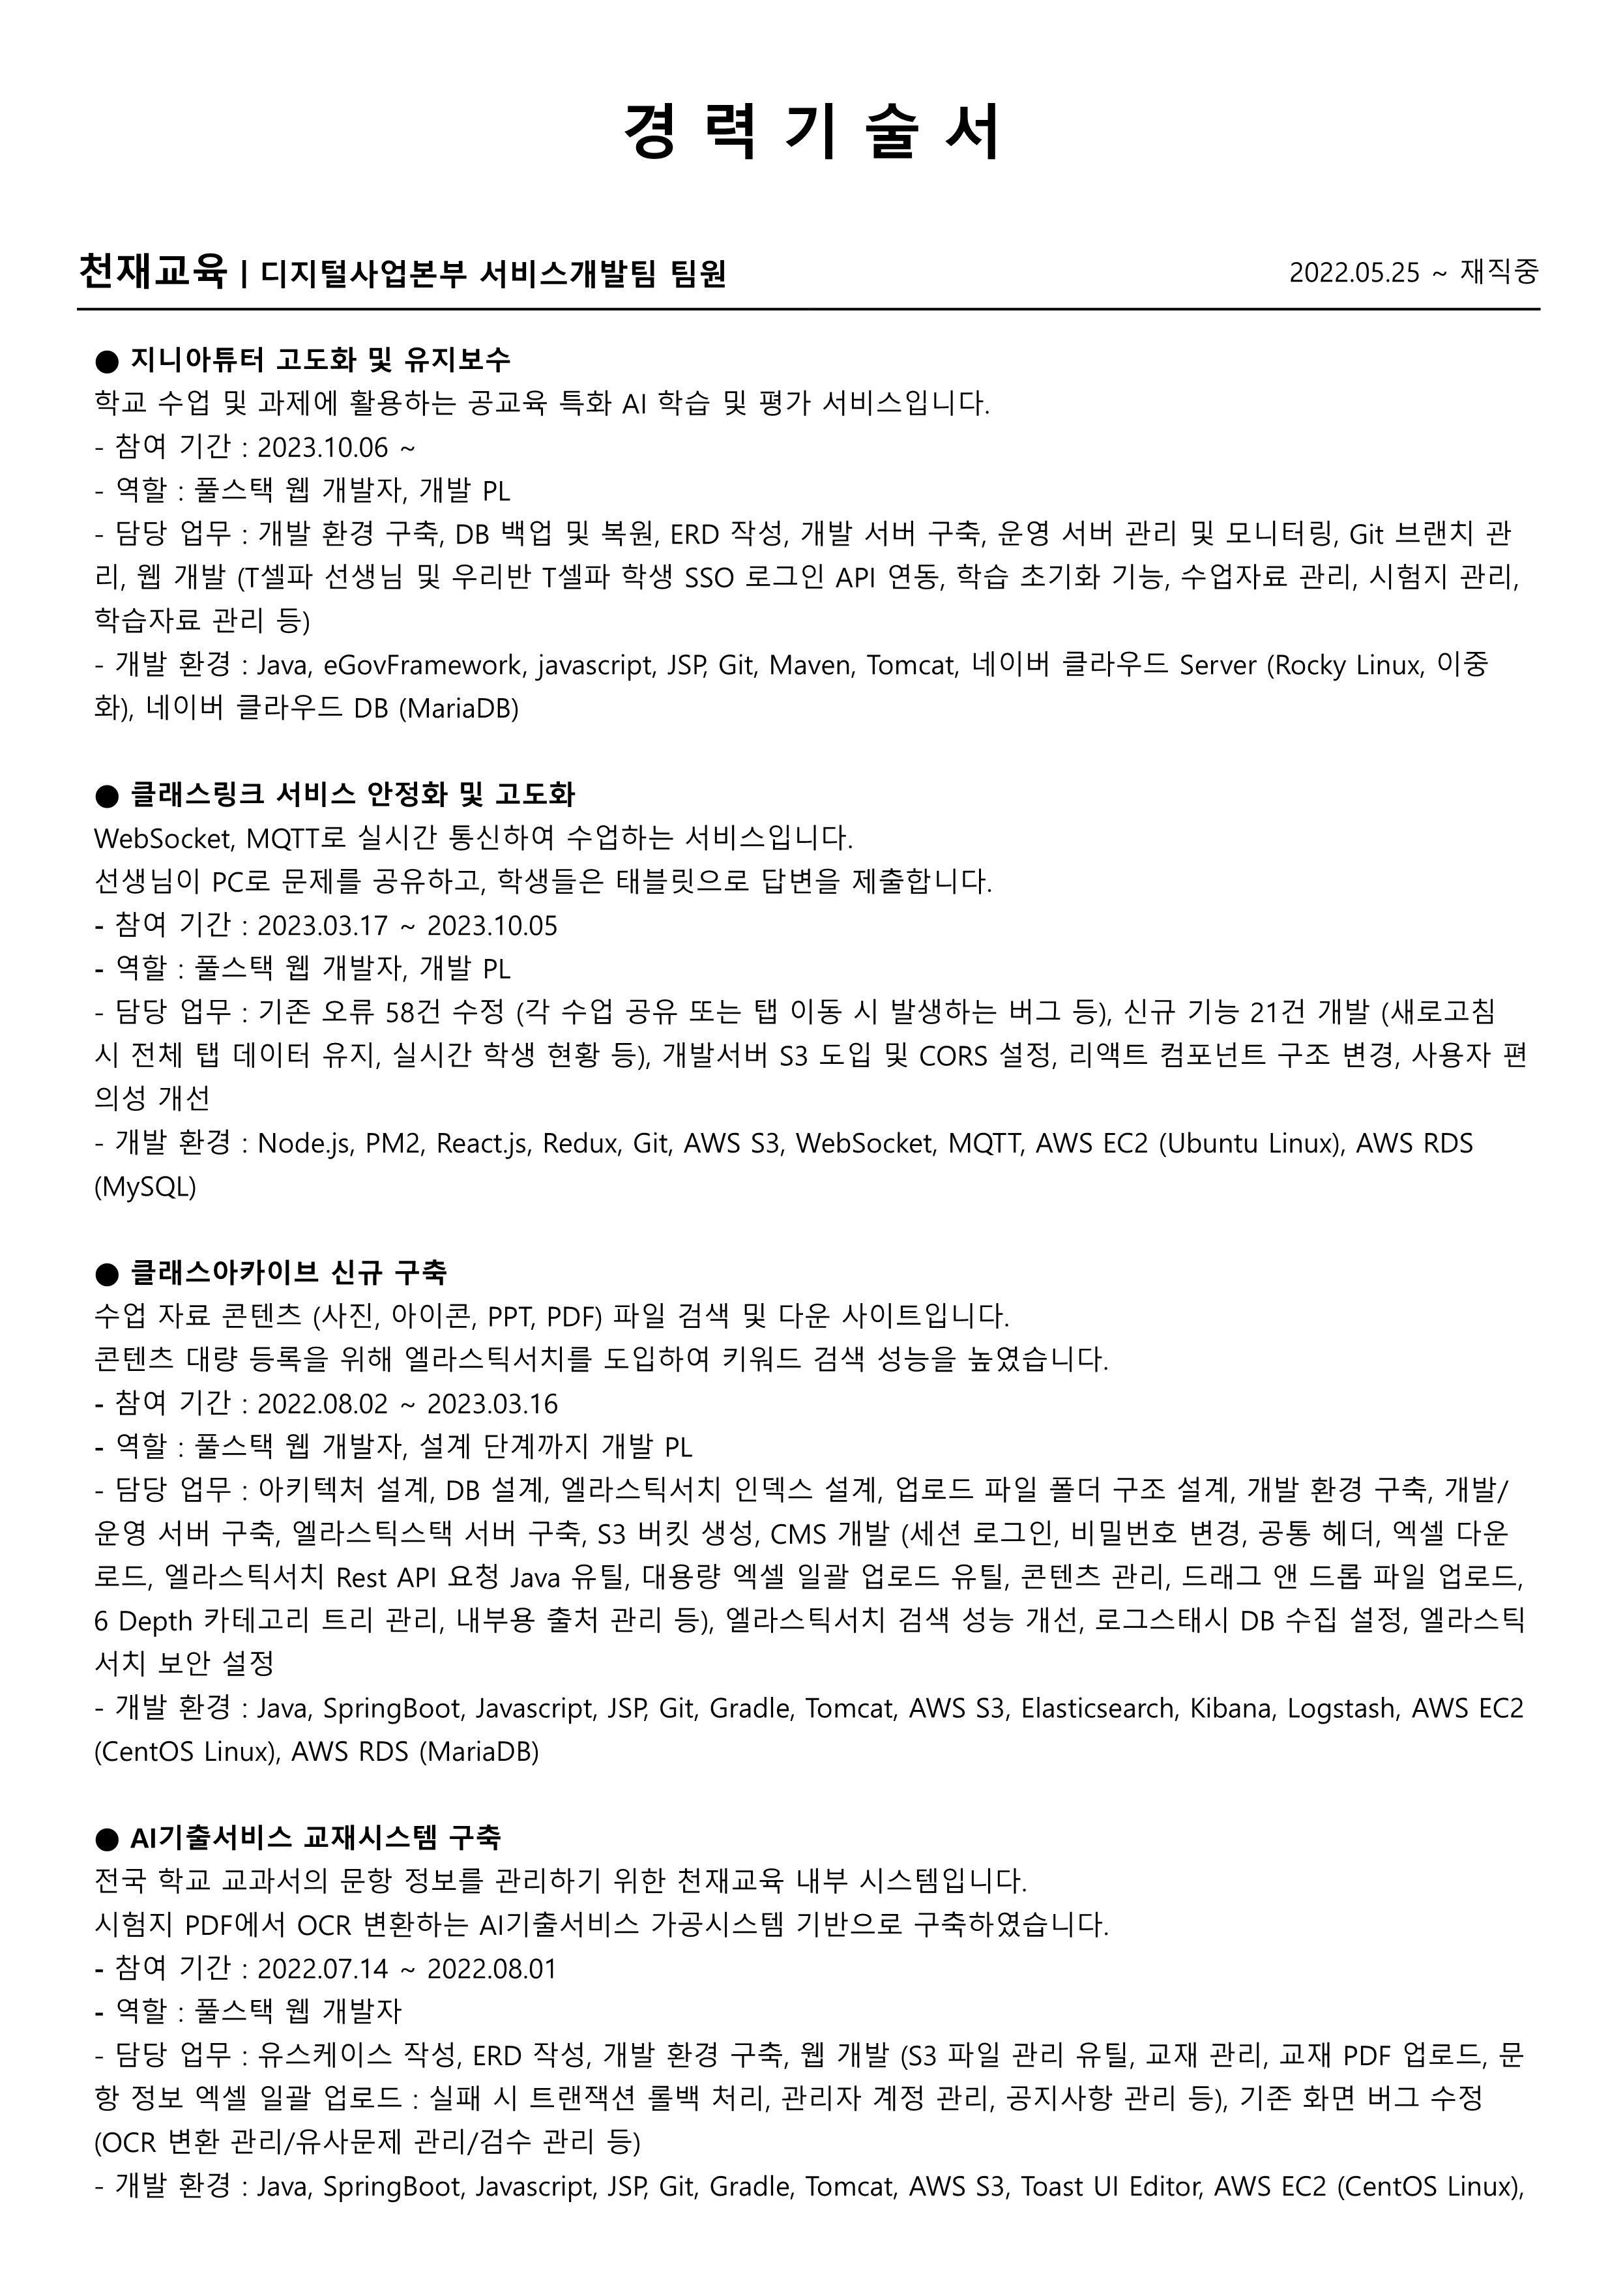 경 력 기 술 서
천재교육 | 디지털사업본부 서비스개발팀 팀원 2022.05.25 ~ 재직중
● 지니아튜터 고도화 및 유지보수
학교 수업 및 과제에 활용하는 공교육 특화 AI 학습 및 평가 서비스입니다.
- 참여 기간 : 2023.10.06 ~
- 역할 : 풀스택 웹 개발자, 개발 PL
- 담당 업무 : 개발 환경 구축, DB 백업 및 복원, ERD 작성, 개발 서버 구축, 운영 서버 관리 및 모니터링, Git 브랜치 관
리, 웹 개발 (T셀파 선생님 및 우리반 T셀파 학생 SSO 로그인 API 연동, 학습 초기화 기능, 수업자료 관리, 시험지 관리,
학습자료 관리 등)
- 개발 환경 : Java, eGovFramework, javascript, JSP, Git, Maven, Tomcat, 네이버 클라우드 Server (Rocky Linux, 이중
화), 네이버 클라우드 DB (MariaDB)
● 클래스링크 서비스 안정화 및 고도화
WebSocket, MQTT로 실시간 통신하여 수업하는 서비스입니다.
선생님이 PC로 문제를 공유하고, 학생들은 태블릿으로 답변을 제출합니다.
- 참여 기간 : 2023.03.17 ~ 2023.10.05
- 역할 : 풀스택 웹 개발자, 개발 PL
- 담당 업무 : 기존 오류 58건 수정 (각 수업 공유 또는 탭 이동 시 발생하는 버그 등), 신규 기능 21건 개발 (새로고침
시 전체 탭 데이터 유지, 실시간 학생 현황 등), 개발서버 S3 도입 및 CORS 설정, 리액트 컴포넌트 구조 변경, 사용자 편
의성 개선
- 개발 환경 : Node.js, PM2, React.js, Redux, Git, AWS S3, WebSocket, MQTT, AWS EC2 (Ubuntu Linux), AWS RDS
(MySQL)
● 클래스아카이브 신규 구축
수업 자료 콘텐츠 (사진, 아이콘, PPT, PDF) 파일 검색 및 다운 사이트입니다.
콘텐츠 대량 등록을 위해 엘라스틱서치를 도입하여 키워드 검색 성능을 높였습니다.
- 참여 기간 : 2022.08.02 ~ 2023.03.16
- 역할 : 풀스택 웹 개발자, 설계 단계까지 개발 PL
- 담당 업무 : 아키텍처 설계, DB 설계, 엘라스틱서치 인덱스 설계, 업로드 파일 폴더 구조 설계, 개발 환경 구축, 개발/
운영 서버 구축, 엘라스틱스택 서버 구축, S3 버킷 생성, CMS 개발 (세션 로그인, 비밀번호 변경, 공통 헤더, 엑셀 다운
로드, 엘라스틱서치 Rest API 요청 Java 유틸, 대용량 엑셀 일괄 업로드 유틸, 콘텐츠 관리, 드래그 앤 드롭 파일 업로드,
6 Depth 카테고리 트리 관리, 내부용 출처 관리 등), 엘라스틱서치 검색 성능 개선, 로그스태시 DB 수집 설정, 엘라스틱
서치 보안 설정
- 개발 환경 : Java, SpringBoot, Javascript, JSP, Git, Gradle, Tomcat, AWS S3, Elasticsearch, Kibana, Logstash, AWS EC2
(CentOS Linux), AWS RDS (MariaDB)
● AI기출서비스 교재시스템 구축
전국 학교 교과서의 문항 정보를 관리하기 위한 천재교육 내부 시스템입니다.
시험지 PDF에서 OCR 변환하는 AI기출서비스 가공시스템 기반으로 구축하였습니다.
- 참여 기간 : 2022.07.14 ~ 2022.08.01
- 역할 : 풀스택 웹 개발자
- 담당 업무 : 유스케이스 작성, ERD 작성, 개발 환경 구축, 웹 개발 (S3 파일 관리 유틸, 교재 관리, 교재 PDF 업로드, 문
항 정보 엑셀 일괄 업로드 : 실패 시 트랜잭션 롤백 처리, 관리자 계정 관리, 공지사항 관리 등), 기존 화면 버그 수정
(OCR 변환 관리/유사문제 관리/검수 관리 등)
- 개발 환경 : Java, SpringBoot, Javascript, JSP, Git, Gradle, Tomcat, AWS S3, Toast UI Editor, AWS EC2 (CentOS Linux),